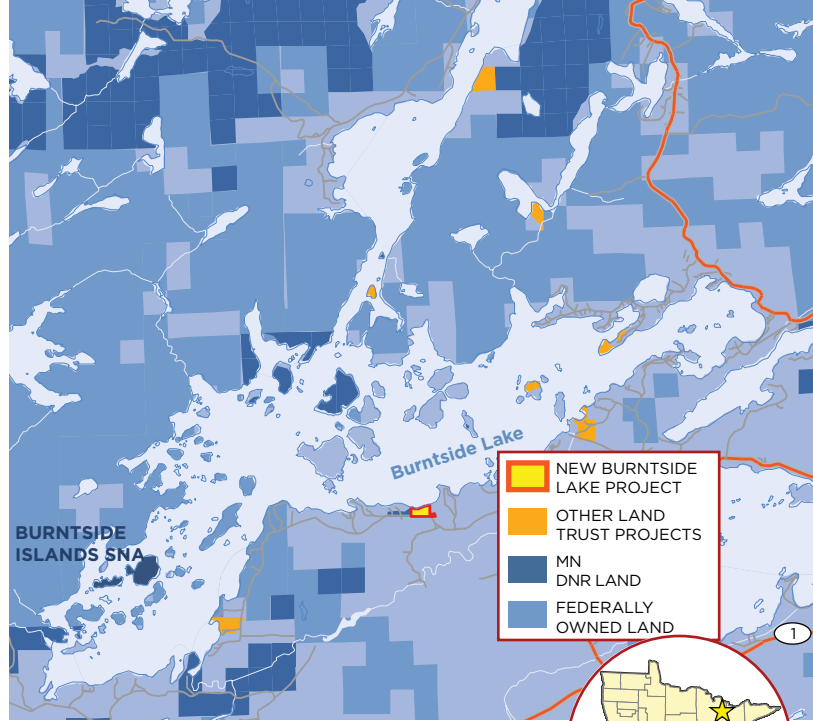 Burntside Lake
BURNTSIDE
ISLANDS SNA
NEW BURNTSIDE
LAKE PROJECT
OTHER LAND
TRUST PROJECTS
MN
DNR LAND
FEDERALLY
OWNED LAND
1